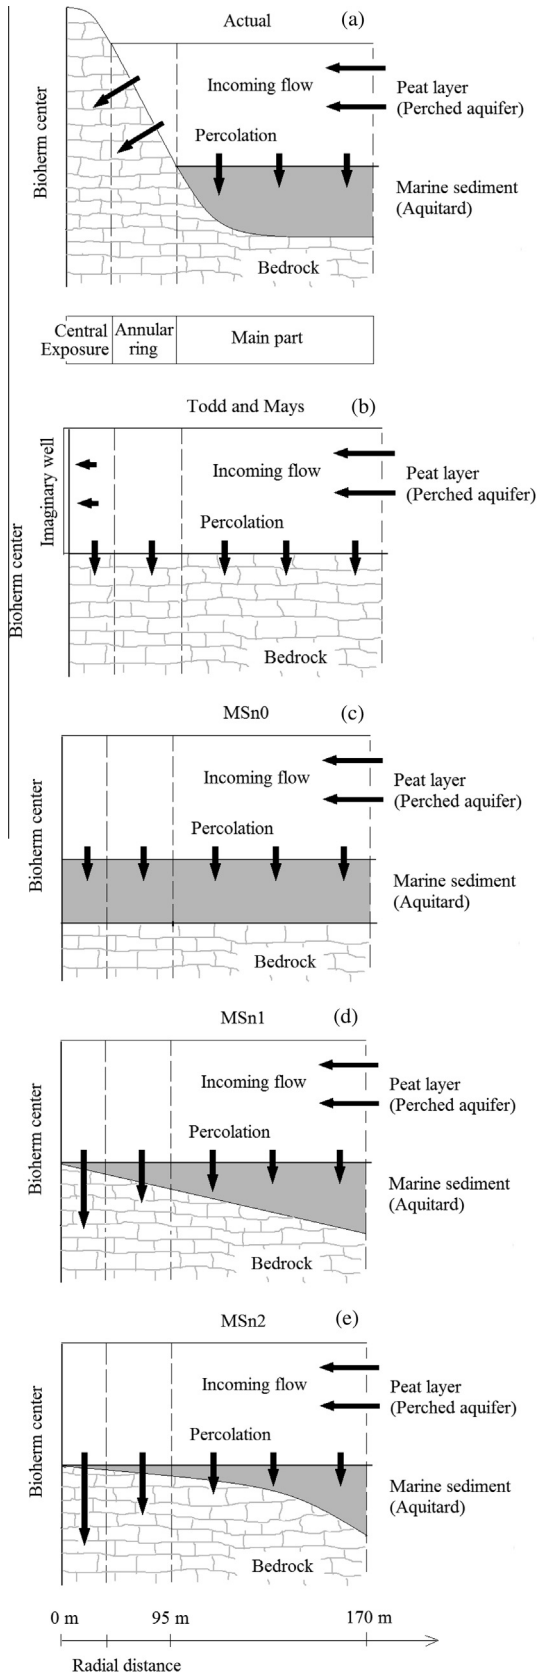 Actual
(a)
Incoming flow
Peat layer
(Perched aquifer)
Percolation
Marine sediment
(Aquitard)
Bedrock
Bioherm center
Central
Exposure
Annular
ring
Main part
Bioherm center
Todd and Mays
(b)
Imaginary well
Incoming flow
Peat layer
(Perched aquifer)
Percolation
Bedrock
MSn0
(c)
Bioherm center
Incoming flow
Peat layer
(Perched aquifer)
Percolation
Marine sediment
(Aquitard)
Bedrock
MSn1
(d)
Bioherm center
Incoming flow
Peat layer
(Perched aquifer)
Percolation
Marine sediment
(Aquitard)
Bedrock
MSn2
(e)
Bioherm center
Incoming flow
Peat layer
(Perched aquifer)
Percolation
Marine sediment
(Aquitard)
Bedrock
0 m
95 m
170 m
Radial distance